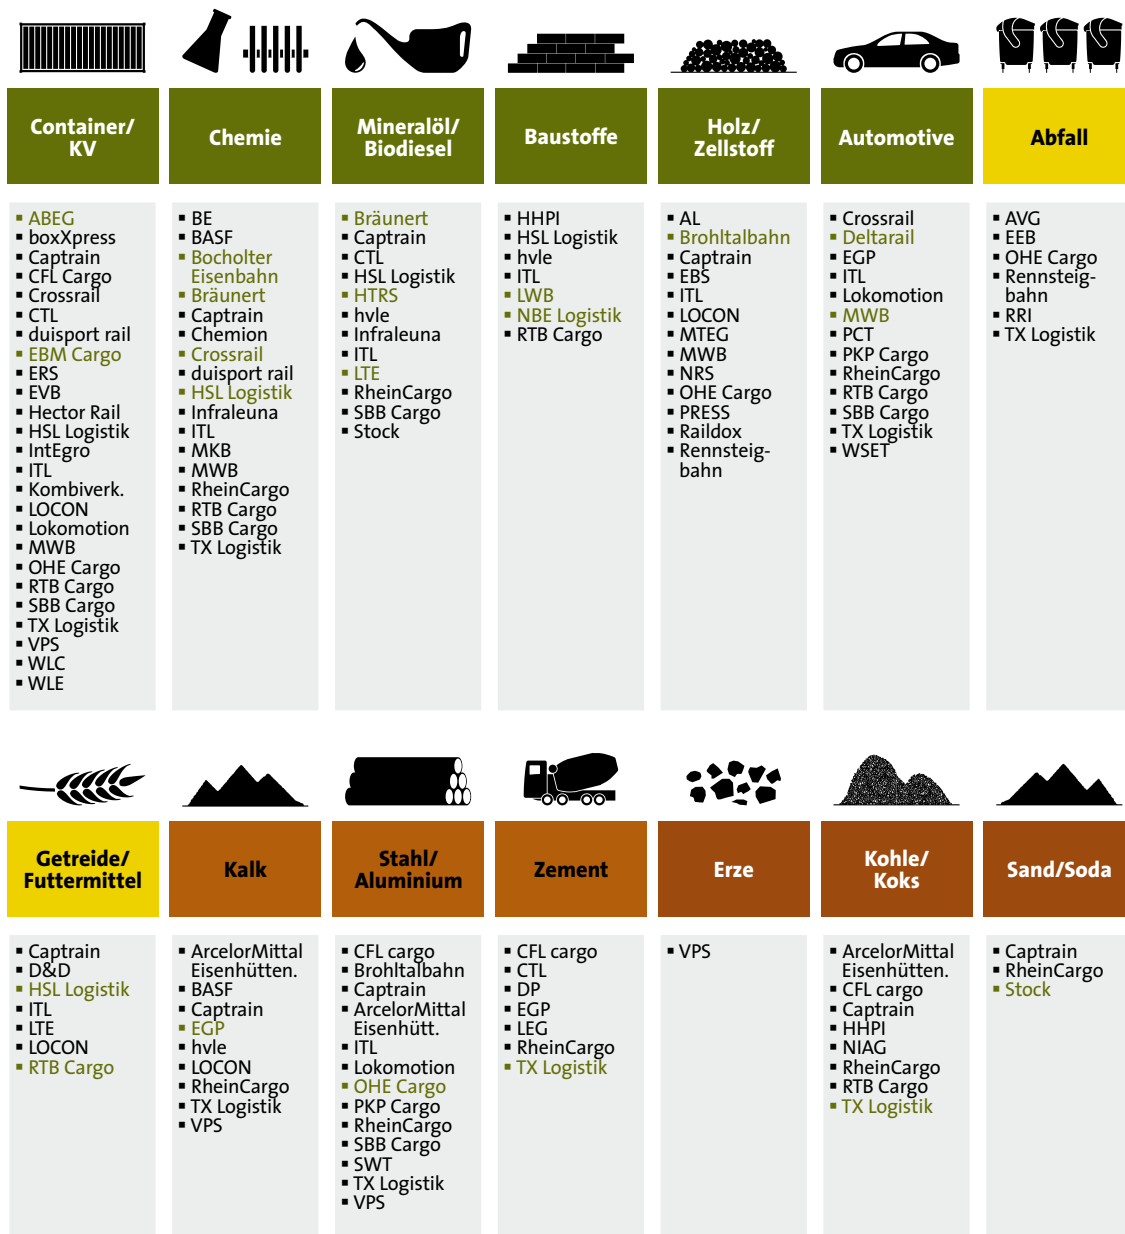 Container/
KV
Chemie
Mineralöl/
Biodiesel
Baustoffe
Holz/
Zellstoff
Automotive
Abfall
▪ ABEG
▪ boxXpress
▪ Captrain
▪ CFL Cargo
▪ Crossrail
▪ CTL
▪ duisport rail
▪ EBM Cargo
▪ ERS
▪ EVB
▪ Hector Rail
▪ HSL Logistik
▪ IntEgro
▪ ITL
▪ Kombiverk.
▪ LOCON
▪ Lokomotion
▪ MWB
▪ OHE Cargo
▪ RTB Cargo
▪ SBB Cargo
▪ TX Logistik
▪ VPS
▪ WLC
▪ WLE
▪ BE
▪ BASF
▪ Bocholter
Eisenbahn
▪ Bräunert
▪ Captrain
▪ Chemion
▪ Crossrail
▪ duisport rail
▪ HSL Logistik
▪ Infraleuna
▪ ITL
▪ MKB
▪ MWB
▪ RheinCargo
▪ RTB Cargo
▪ SBB Cargo
▪ TX Logistik
▪ Bräunert
▪ Captrain
▪ CTL
▪ HSL Logistik
▪ HTRS
▪ hvle
▪ Infraleuna
▪ ITL
▪ LTE
▪ RheinCargo
▪ SBB Cargo
▪ Stock
▪ HHPI
▪ HSL Logistik
▪ hvle
▪ ITL
▪ LWB
▪ NBE Logistik
▪ RTB Cargo
▪ AL
▪ Brohltalbahn
▪ Captrain
▪ EBS
▪ ITL
▪ LOCON
▪ MTEG
▪ MWB
▪ NRS
▪ OHE Cargo
▪ PRESS
▪ Raildox
▪ Rennsteig-
bahn
▪ Crossrail
▪ Deltarail
▪ EGP
▪ ITL
▪ Lokomotion
▪ MWB
▪ PCT
▪ PKP Cargo
▪ RheinCargo
▪ RTB Cargo
▪ SBB Cargo
▪ TX Logistik
▪ WSET
▪ AVG
▪ EEB
▪ OHE Cargo
▪ Rennsteig-
bahn
▪ RRI
▪ TX Logistik
Getreide/
Futtermittel
Kalk
Stahl/
Aluminium
Zement
Erze
Kohle/
Koks
Sand/Soda
▪ Captrain
▪ D&D
▪ HSL Logistik
▪ ITL
▪ LTE
▪ LOCON
▪ RTB Cargo
▪ ArcelorMittal
Eisenhütten.
▪ BASF
▪ Captrain
▪ EGP
▪ hvle
▪ LOCON
▪ RheinCargo
▪ TX Logistik
▪ VPS
▪ CFL cargo
▪ Brohltalbahn
▪ Captrain
▪ ArcelorMittal
Eisenhütt.
▪ ITL
▪ Lokomotion
▪ OHE Cargo
▪ PKP Cargo
▪ RheinCargo
▪ SBB Cargo
▪ SWT
▪ TX Logistik
▪ VPS
▪ CFL cargo
▪ CTL
▪ DP
▪ EGP
▪ LEG
▪ RheinCargo
▪ TX Logistik
▪ VPS
▪ ArcelorMittal
Eisenhütten.
▪ CFL cargo
▪ Captrain
▪ HHPI
▪ NIAG
▪ RheinCargo
▪ RTB Cargo
▪ TX Logistik
▪ Captrain
▪ RheinCargo
▪ Stock